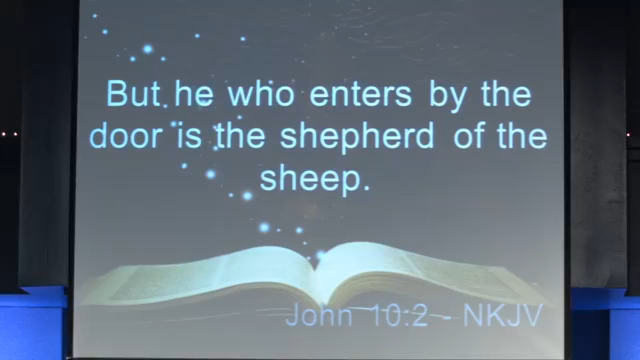 But he who enters by the
door is the shepherd of the
sheep.
John 10:2 - NKJV